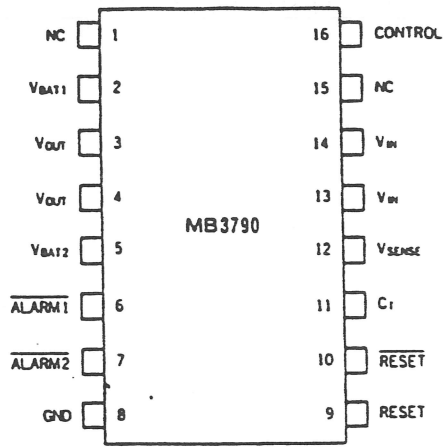 NC 1 16 CONTROL
VBAT1 2 15 NC
VOUT 3 14 VIN
VOUT 4 13 VIN
MB3790
VBAT2 5 12 VSENSE
ALARM1 6 11 CT
ALARM2 7 10 RESET
GND 8 9 RESET